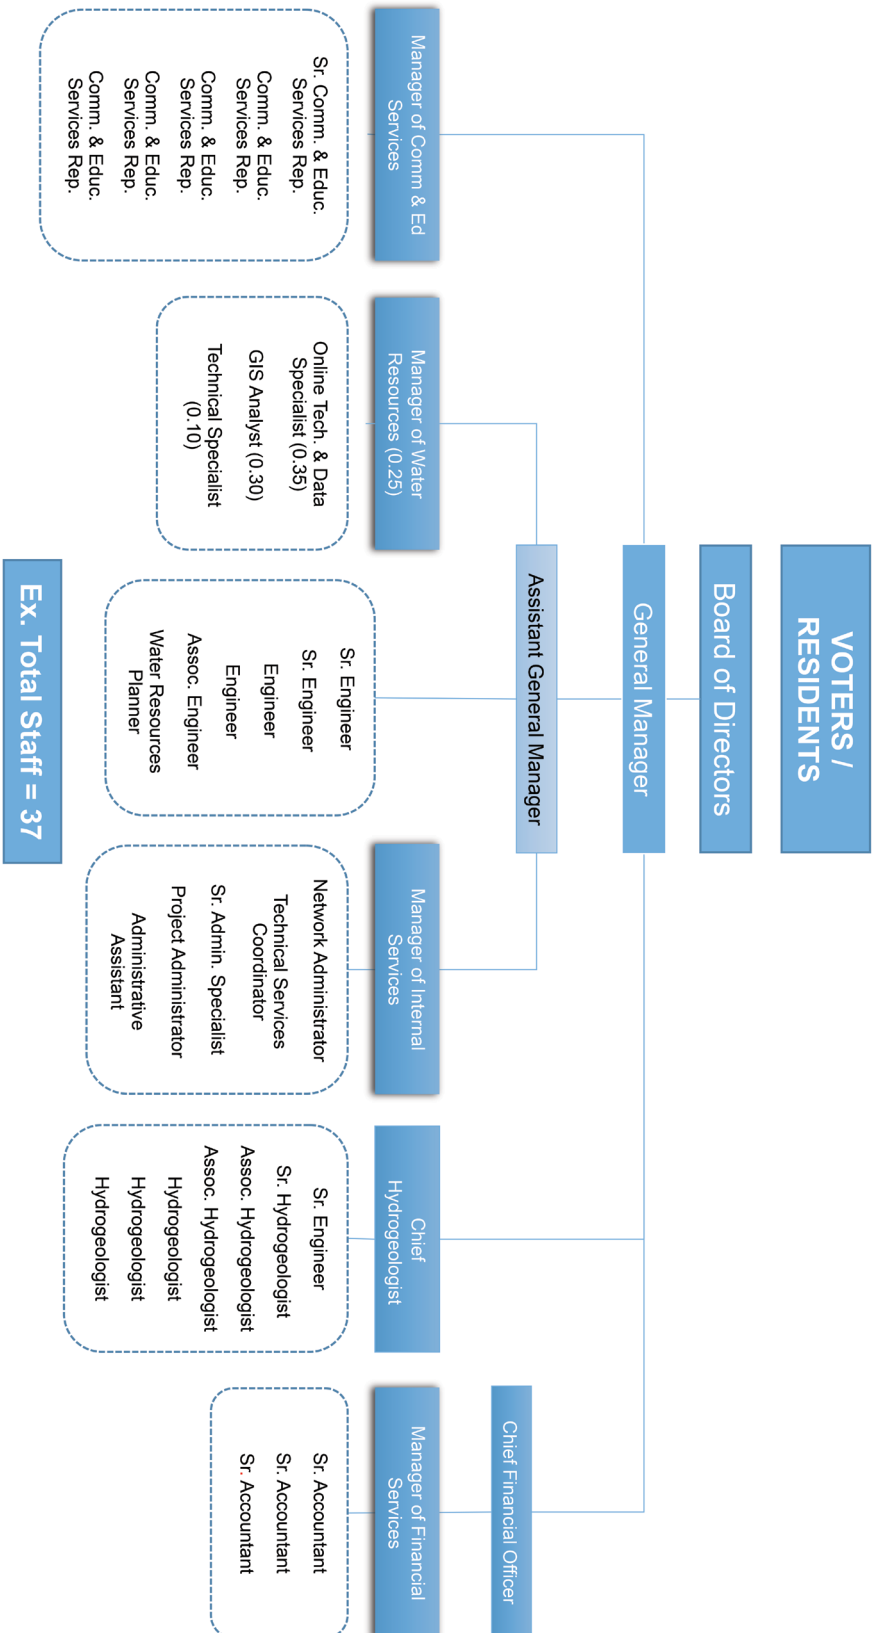 VOTERS /
RESIDENTS
Board of Directors
General Manager
Assistant General Manager
Chief Financial Officer
Manager of Comm & Ed
Services
Sr. Comm. & Educ.
Services Rep.
Comm. & Educ.
Services Rep.
Comm. & Educ.
Services Rep.
Comm. & Educ.
Services Rep.
Comm. & Educ.
Services Rep.
Manager of Water
Resources (0.25)
Online Tech. & Data
Specialist (0.35)
GIS Analyst (0.30)
Technical Specialist
(0.10)
Sr. Engineer
Sr. Engineer
Engineer
Engineer
Assoc. Engineer
Water Resources
Planner
Manager of Internal
Services
Network Administrator
Technical Services
Coordinator
Sr. Admin. Specialist
Project Administrator
Administrative
Assistant
Chief
Hydrogeologist
Sr. Engineer
Sr. Hydrogeologist
Assoc. Hydrogeologist
Assoc. Hydrogeologist
Hydrogeologist
Hydrogeologist
Hydrogeologist
Manager of Financial
Services
Sr. Accountant
Sr. Accountant
Sr. Accountant
Ex. Total Staff = 37